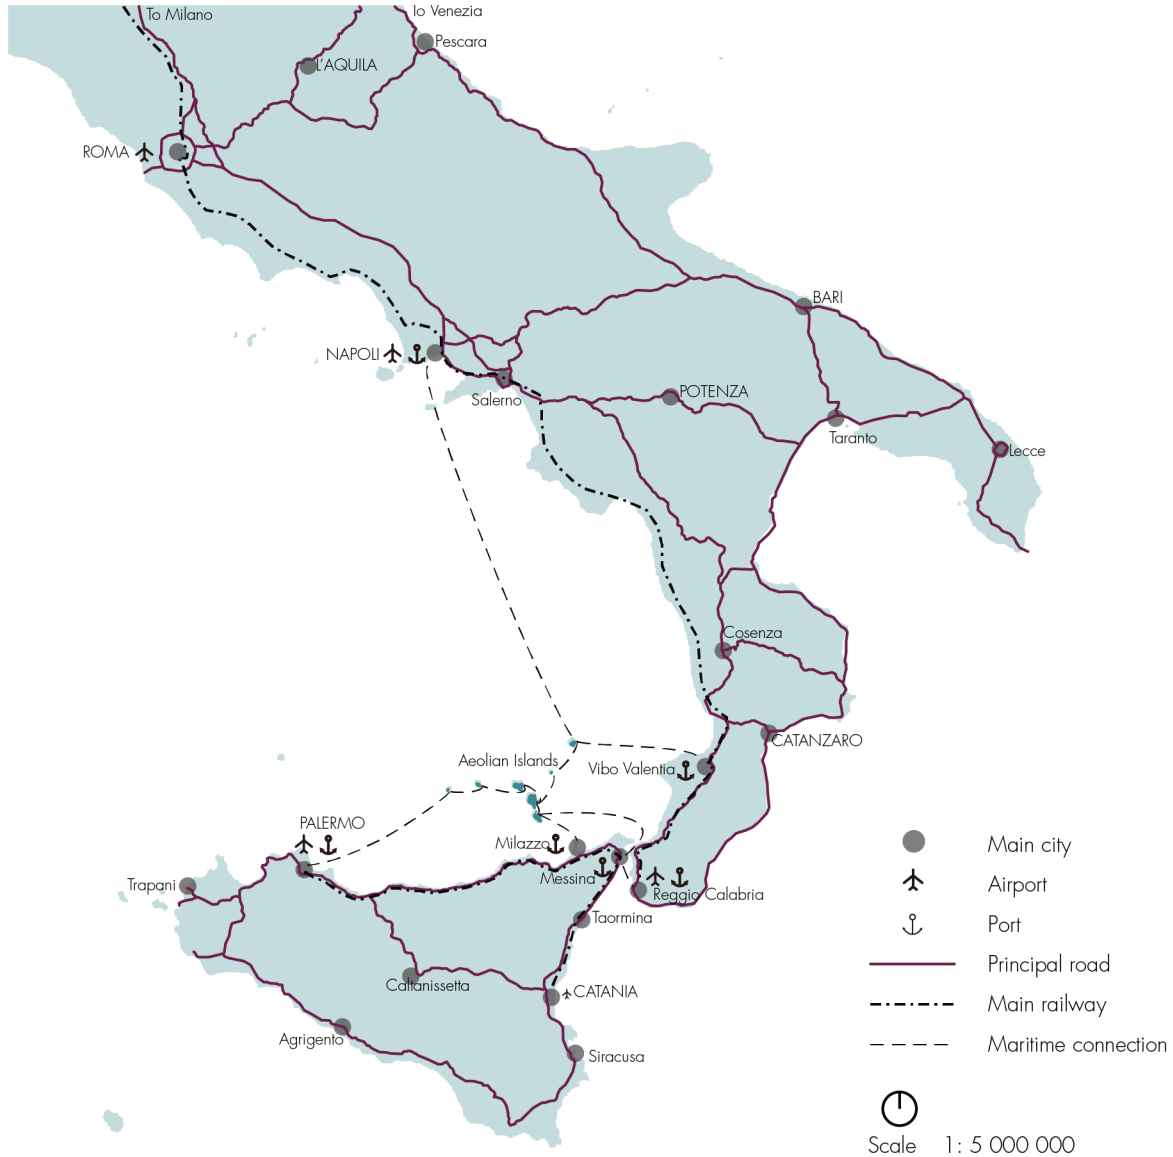 To Milano
To Venezia
Pescara
L'AQUILA
ROMA
BARI
NAPOLI
Salerno
POTENZA
Taranto
Lecce
Cosenza
CATANZARO
Aeolian Islands
Vibo Valentia
PALERMO
Milazzo
Messina
Trapani
Reggio Calabria
Taormina
Caltanissetta
CATANIA
Agrigento
Siracusa
Main city
Airport
Port
Principal road
Main railway
Maritime connection
Scale 1: 5 000 000